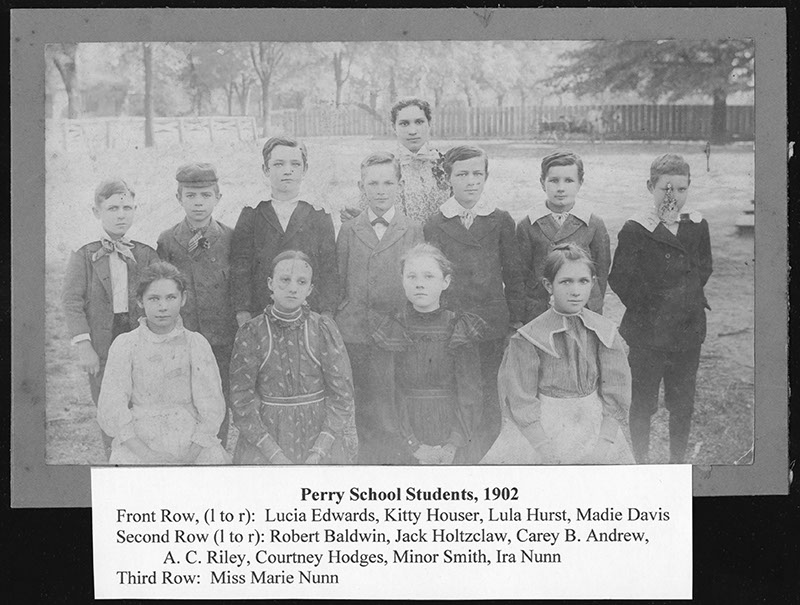 Perry School Students, 1902
Front Row, (l to r): Lucia Edwards, Kitty Houser, Lula Hurst, Madie Davis
Second Row (l to r): Robert Baldwin, Jack Holtzclaw, Carey B. Andrew,
A. C. Riley, Courtney Hodges, Minor Smith, Ira Nunn
Third Row: Miss Marie Nunn